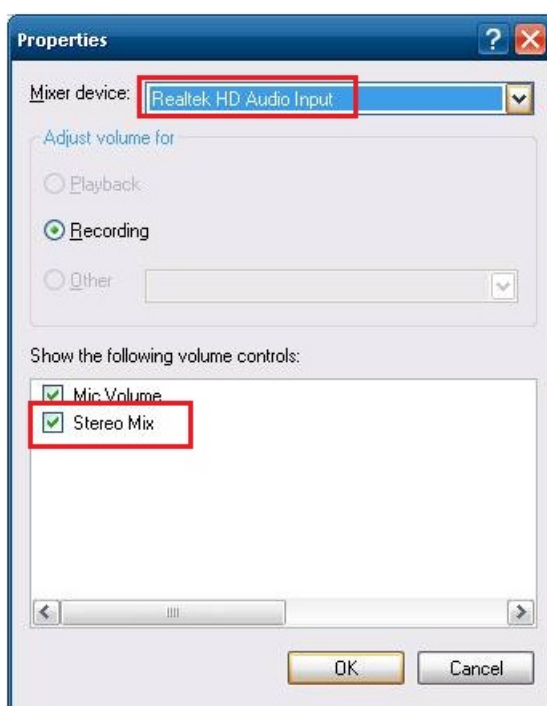 Properties
Mixer device: Realtek HD Audio Input
Adjust volume for
Playback
Recording
Other
Show the following volume controls:
Mic Volume
Stereo Mix
OK Cancel